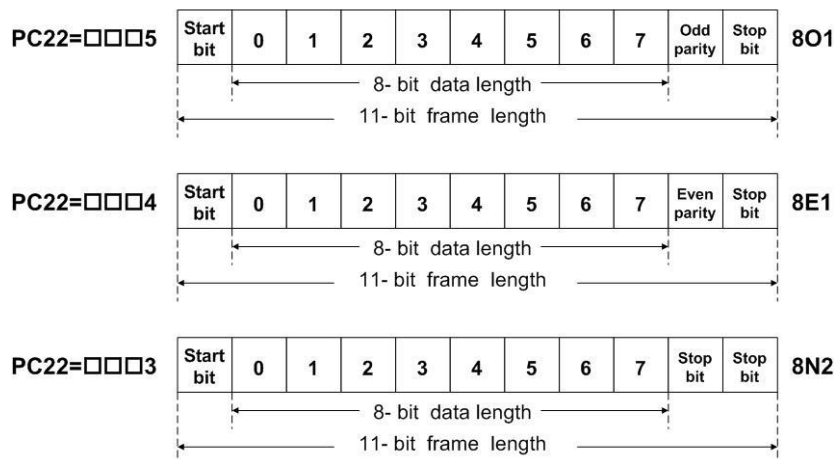 PC22=□□□5 Start bit 0 1 2 3 4 5 6 7 Odd parity Stop bit 8O1
8- bit data length
11- bit frame length
PC22=□□□4 Start bit 0 1 2 3 4 5 6 7 Even parity Stop bit 8E1
8- bit data length
11- bit frame length
PC22=□□□3 Start bit 0 1 2 3 4 5 6 7 Stop bit Stop bit 8N2
8- bit data length
11- bit frame length